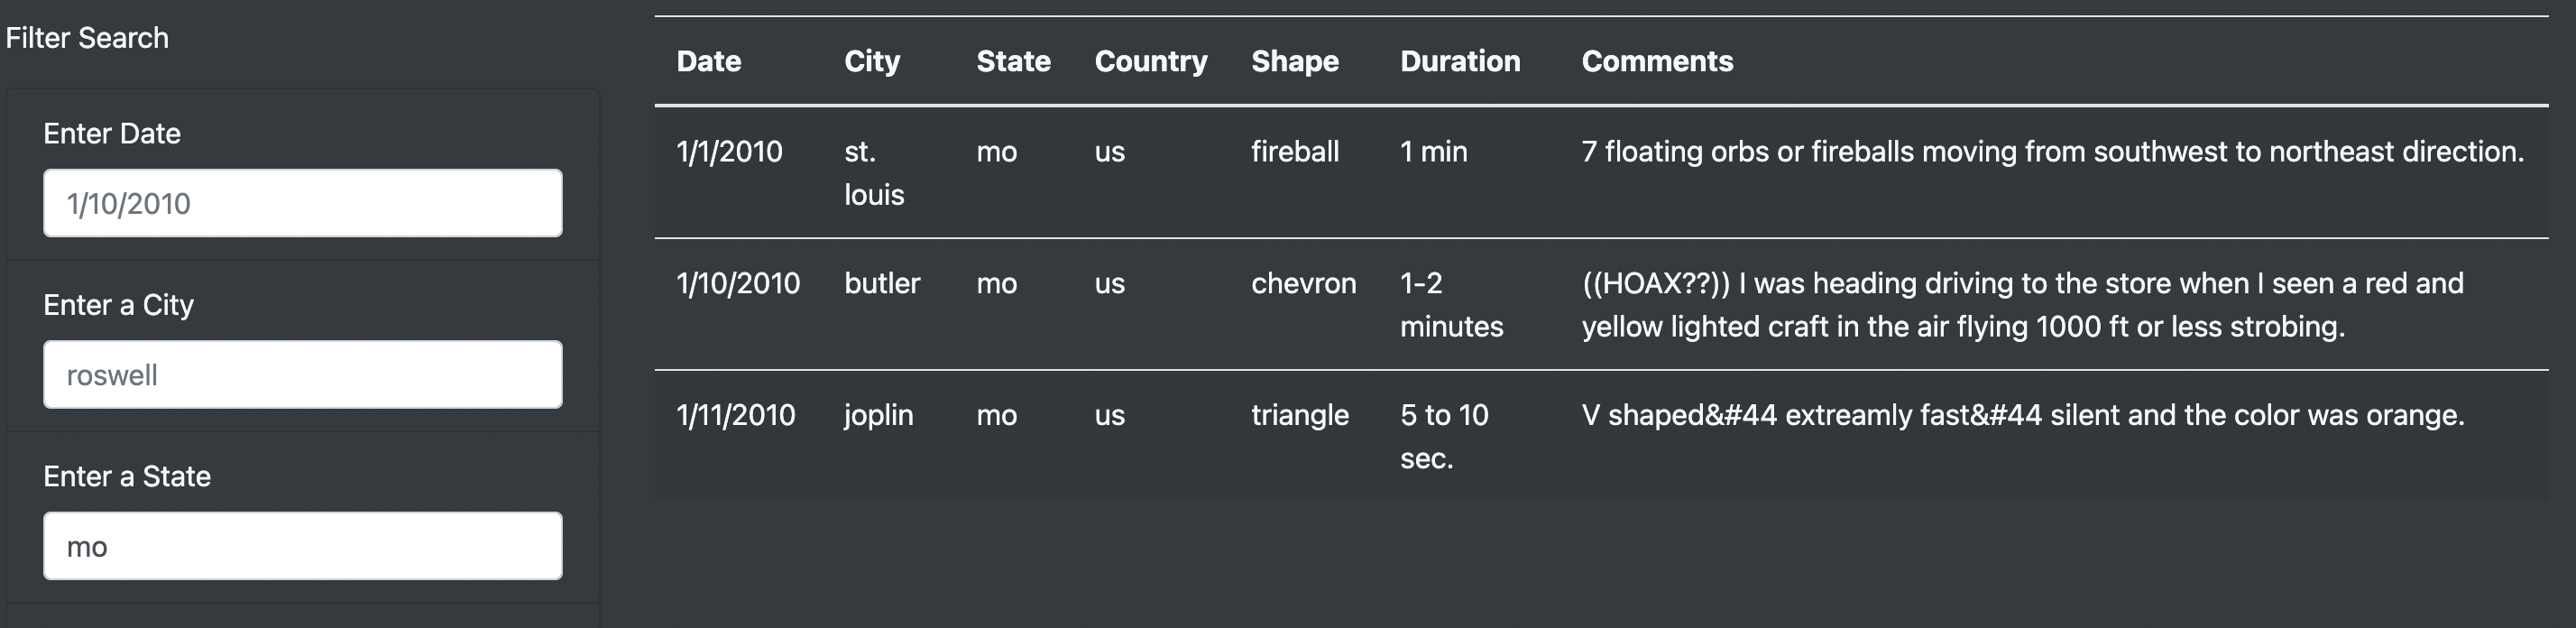 Filter Search
Enter Date
1/10/2010
Enter a City
roswell
Enter a State
mo
Date City State Country Shape Duration Comments
1/1/2010 st. mo us fireball 1 min 7 floating orbs or fireballs moving from southwest to northeast direction.
louis
1/10/2010 butler mo us chevron 1-2 ((HOAX??)) I was heading driving to the store when I seen a red and
minutes yellow lighted craft in the air flying 1000 ft or less strobing.
1/11/2010 joplin mo us triangle 5 to 10 V shaped&#44 extreamly fast&#44 silent and the color was orange.
sec.